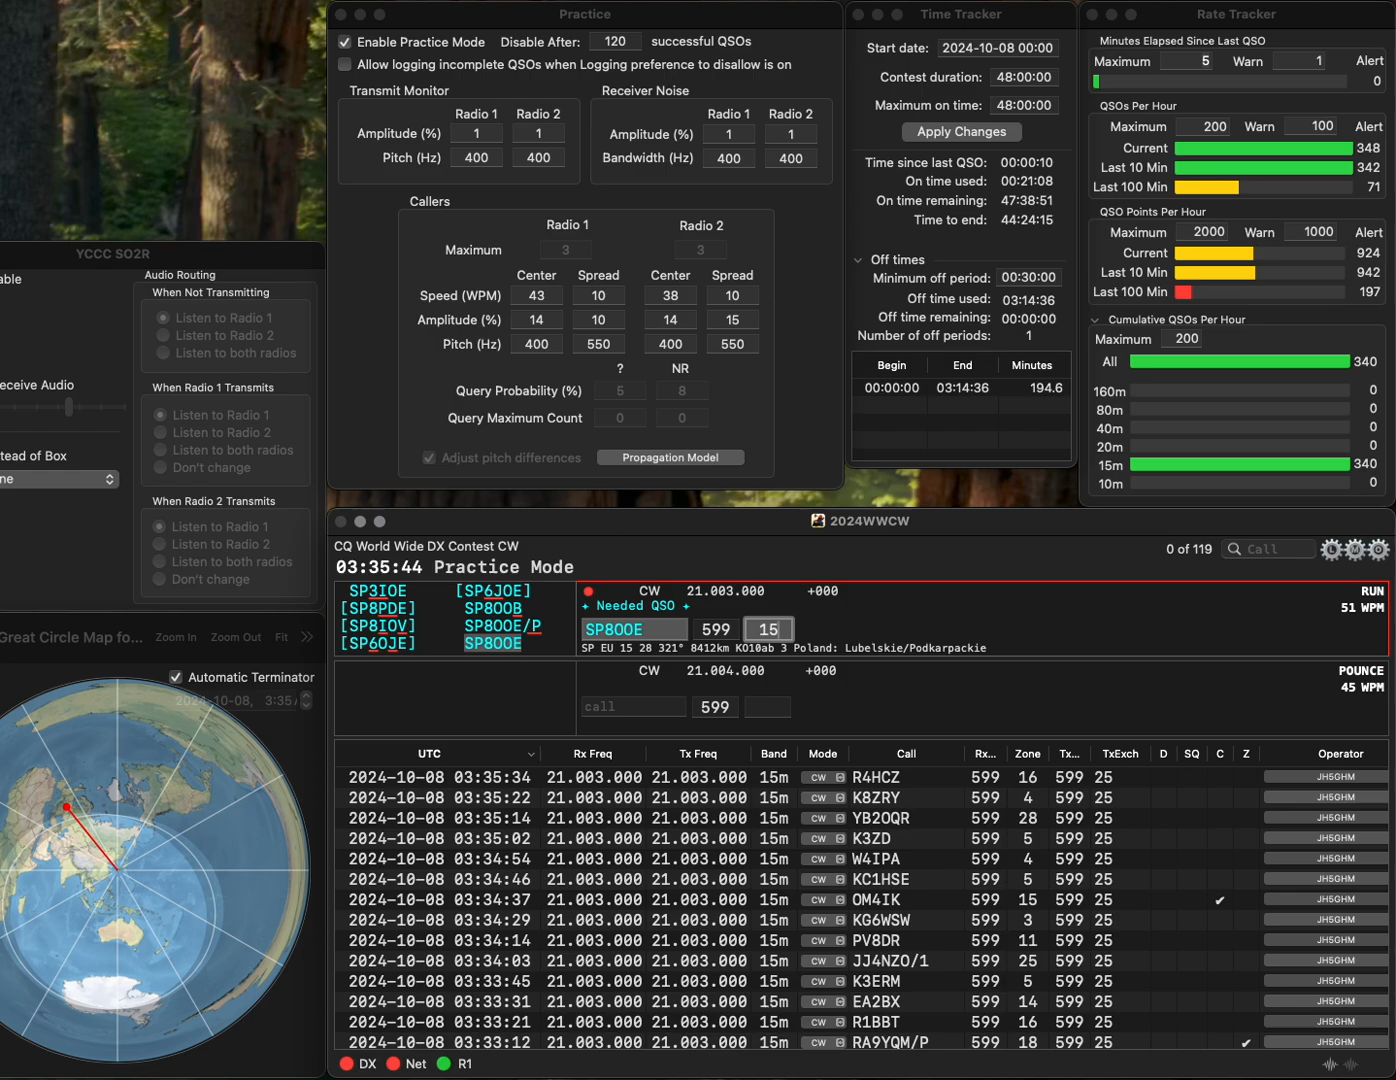 Practice
Enable Practice Mode Disable After: 120 successful QSOs
Allow logging incomplete QSOs when Logging preference to disallow is on
Transmit Monitor
Radio 1 Radio 2
Amplitude (%) 1 1
Pitch (Hz) 400 400
Receiver Noise
Radio 1 Radio 2
Amplitude (%) 1 1
Bandwidth (Hz) 400 400
Callers
Radio 1 Radio 2
Maximum 3 3
Center Spread Center Spread
Speed (WPM) 43 10 38 10
Amplitude (%) 14 10 14 15
Pitch (Hz) 400 550 400 550
? NR
Query Probability (%) 5 8
Query Maximum Count 0 0
Adjust pitch differences Propagation Model
Time Tracker
Start date: 2024-10-08 00:00
Contest duration: 48:00:00
Maximum on time: 48:00:00
Apply Changes
Time since last QSO: 00:00:10
On time used: 00:21:08
On time remaining: 47:38:51
Time to end: 44:24:15
Off times
Minimum off period: 00:30:00
Off time used: 03:14:36
Off time remaining: 00:00:00
Number of off periods: 1
Begin End Minutes
00:00:00 03:14:36 194.6
Rate Tracker
Minutes Elapsed Since Last QSO
Maximum 5 Warn 1 Alert
0
QSOs Per Hour
Maximum 200 Warn 100 Alert
Current 348
Last 10 Min 342
Last 100 Min 71
QSO Points Per Hour
Maximum 2000 Warn 1000 Alert
Current 924
Last 10 Min 942
Last 100 Min 197
Cumulative QSOs Per Hour
Maximum 200
All 340
160m 0
80m 0
40m 0
20m 0
15m 340
10m 0
YCCC SO2R
able
Audio Routing
When Not Transmitting
Listen to Radio 1
Listen to Radio 2
Listen to both radios
eceive Audio
When Radio 1 Transmits
Listen to Radio 1
Listen to Radio 2
Listen to both radios
Don't change
stead of Box
ne
When Radio 2 Transmits
Listen to Radio 1
Listen to Radio 2
Listen to both radios
Don't change
Great Circle Map fo... Zoom In Zoom Out Fit
Automatic Terminator
2024-10-08, 3:35
2024WWCW
CQ World Wide DX Contest CW
0 of 119 Call
03:35:44 Practice Mode
SP3IOE [SP6JOE]
[SP8PDE] SP8OOB
[SP8IOV] SP8OOE/P
[SP6OJE] SP8OOE
CW 21.003.000 +000 RUN
Needed QSO 51 WPM
SP8OOE 599 15
SP EU 15 28 321° 8412km KO10ab 3 Poland: Lubelskie/Podkarpackie
CW 21.004.000 +000 POUNCE
45 WPM
call 599
UTC Rx Freq Tx Freq Band Mode Call Rx... Zone Tx... TxExch D SQ C Z Operator
2024-10-08 03:35:34 21.003.000 21.003.000 15m CW R4HCZ 599 16 599 25 JH5GHM
2024-10-08 03:35:22 21.003.000 21.003.000 15m CW K8ZRY 599 4 599 25 JH5GHM
2024-10-08 03:35:14 21.003.000 21.003.000 15m CW YB2OQR 599 28 599 25 JH5GHM
2024-10-08 03:35:02 21.003.000 21.003.000 15m CW K3ZD 599 5 599 25 JH5GHM
2024-10-08 03:34:54 21.003.000 21.003.000 15m CW W4IPA 599 4 599 25 JH5GHM
2024-10-08 03:34:46 21.003.000 21.003.000 15m CW KC1HSE 599 5 599 25 JH5GHM
2024-10-08 03:34:37 21.003.000 21.003.000 15m CW OM4IK 599 15 599 25 ✔ JH5GHM
2024-10-08 03:34:29 21.003.000 21.003.000 15m CW KG6WSW 599 3 599 25 JH5GHM
2024-10-08 03:34:14 21.003.000 21.003.000 15m CW PV8DR 599 11 599 25 JH5GHM
2024-10-08 03:34:03 21.003.000 21.003.000 15m CW JJ4NZO/1 599 25 599 25 JH5GHM
2024-10-08 03:33:45 21.003.000 21.003.000 15m CW K3ERM 599 5 599 25 JH5GHM
2024-10-08 03:33:31 21.003.000 21.003.000 15m CW EA2BX 599 14 599 25 JH5GHM
2024-10-08 03:33:21 21.003.000 21.003.000 15m CW R1BBT 599 16 599 25 JH5GHM
2024-10-08 03:33:12 21.003.000 21.003.000 15m CW RA9YQM/P 599 18 599 25 ✔ JH5GHM
DX Net R1